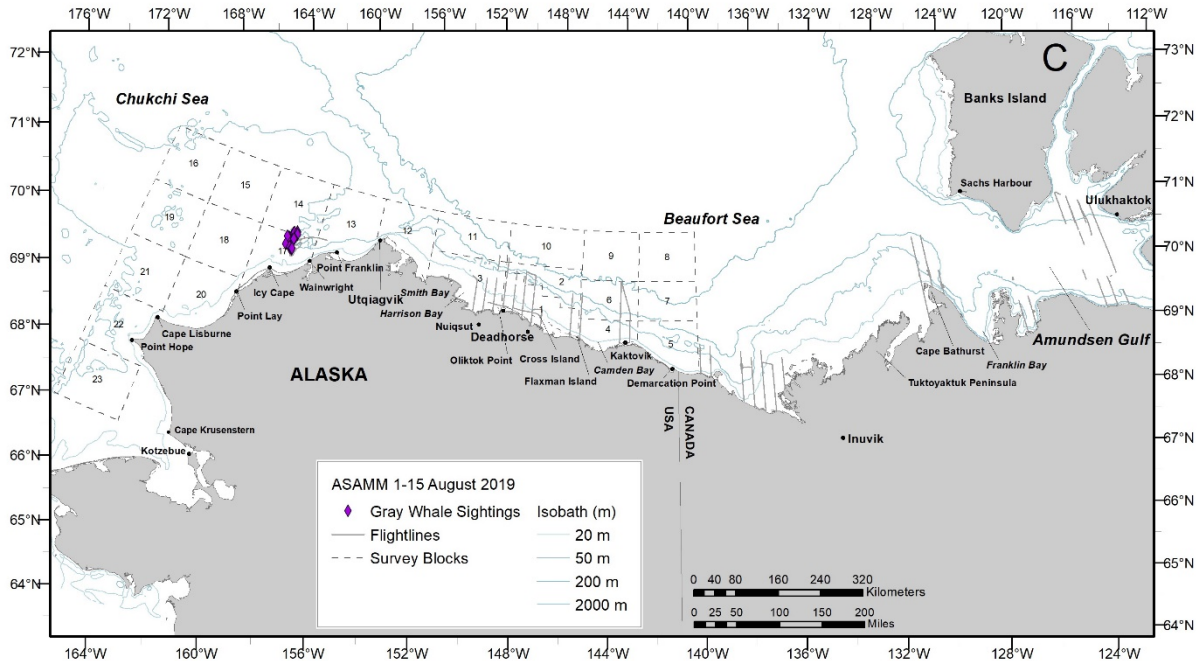 176°W 172°W 168°W 164°W 160°W 156°W 152°W 148°W 144°W 140°W 136°W 132°W 128°W 124°W 120°W 116°W 112°W
72°N
73°N
C
Chukchi Sea
Banks Island
71°N
72°N
16
15
70°N
71°N
Sachs Harbour
Ulukhaktok
14
19
13
Beaufort Sea
12
11
10
9
8
18
17
70°N
69°N
Point Franklin
Wainwright
Icy Cape
Utqiagvik
Smith Bay
Harrison Bay
21
20
3
2
6
7
Point Lay
69°N
68°N
22
Cape Lisburne
Point Hope
Nuiqsut
Deadhorse
1
4
5
Oliktok Point
Cross Island
Kaktovik
Camden Bay
Flaxman Island
Demarcation Point
Cape Bathurst
Franklin Bay
Amundsen Gulf
Tuktoyaktuk Peninsula
23
ALASKA
67°N
68°N
USA
CANADA
Cape Krusenstern
Kotzebue
Inuvik
66°N
67°N
ASAMM 1-15 August 2019
Gray Whale Sightings
Flightlines
Survey Blocks
Isobath (m)
20 m
50 m
200 m
2000 m
65°N
66°N
64°N
65°N
0 40 80 160 240 320
Kilometers
0 25 50 100 150 200
Miles
64°N
164°W 160°W 156°W 152°W 148°W 144°W 140°W 136°W 132°W 128°W 124°W